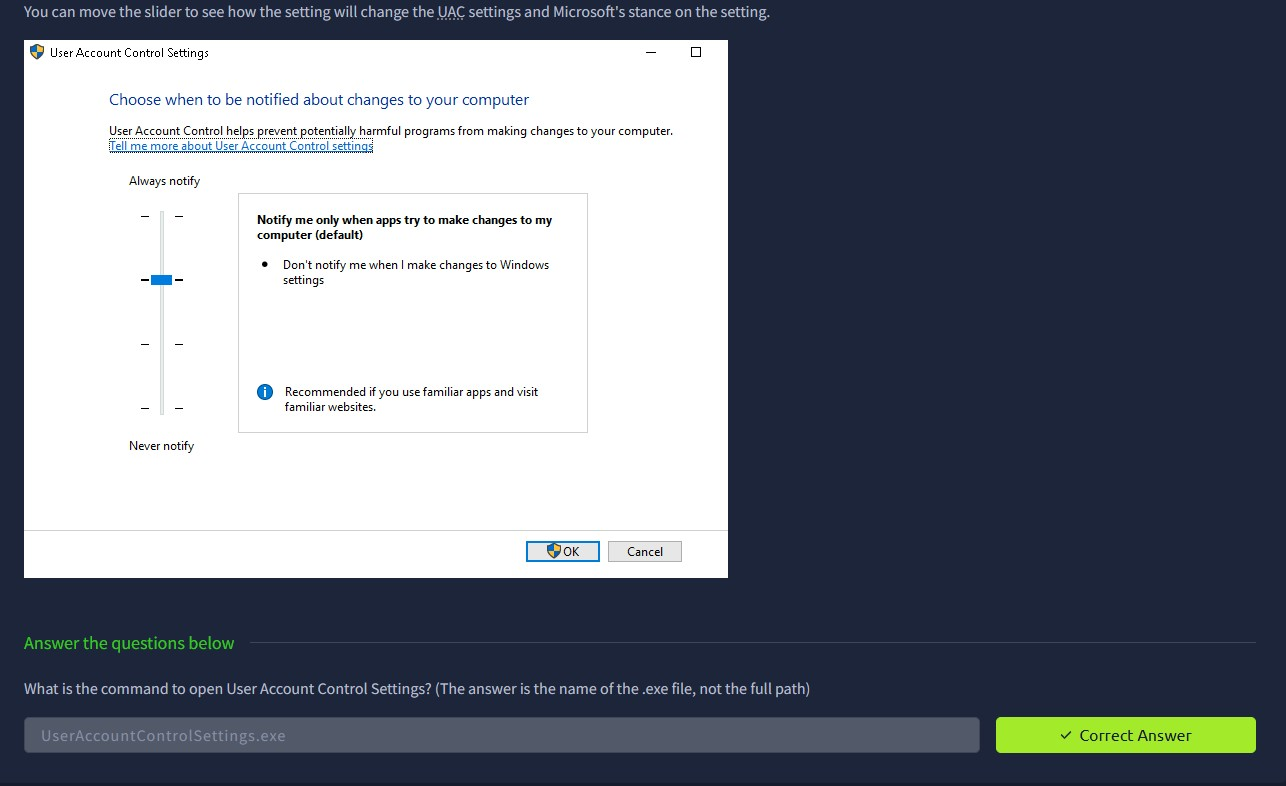 You can move the slider to see how the setting will change the UAC settings and Microsoft's stance on the setting.
User Account Control Settings
Choose when to be notified about changes to your computer
User Account Control helps prevent potentially harmful programs from making changes to your computer.
Tell me more about User Account Control settings
Always notify
Notify me only when apps try to make changes to my
computer (default)
• Don't notify me when I make changes to Windows
settings
Recommended if you use familiar apps and visit
familiar websites.
Never notify
OK Cancel
Answer the questions below
What is the command to open User Account Control Settings? (The answer is the name of the .exe file, not the full path)
UserAccountControlSettings.exe
✓ Correct Answer